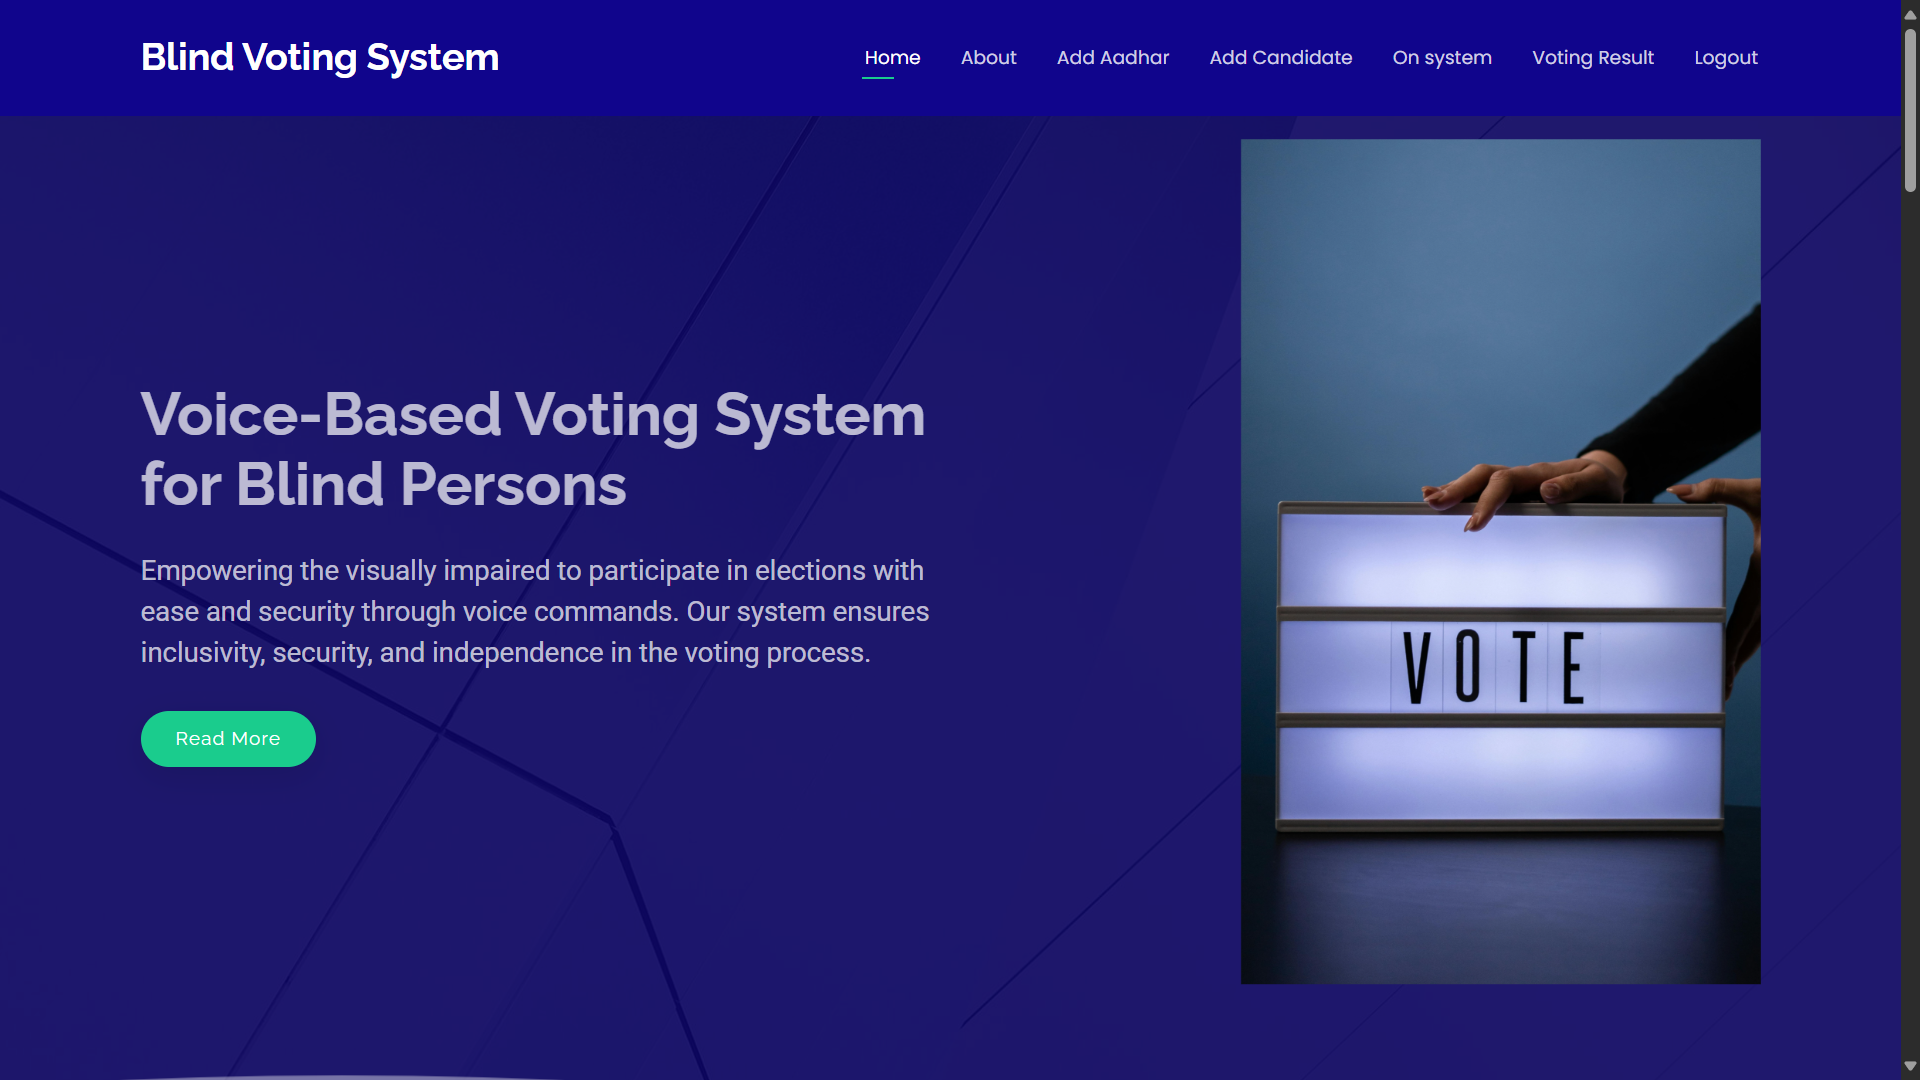 Blind Voting System
Home
About
Add Aadhar
Add Candidate
On system
Voting Result
Logout
Voice-Based Voting System
for Blind Persons
Empowering the visually impaired to participate in elections with
ease and security through voice commands. Our system ensures
inclusivity, security, and independence in the voting process.
Read More
VOTE